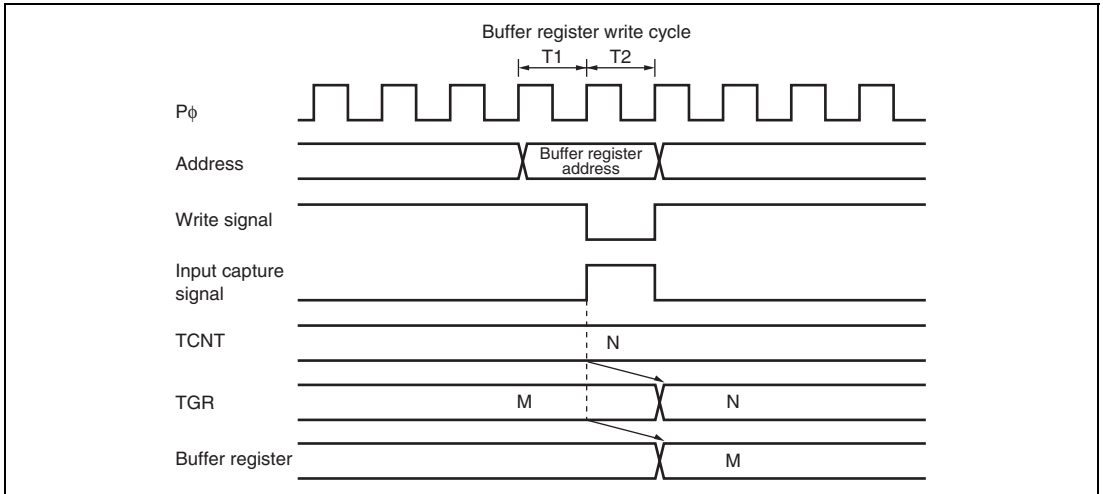 Buffer register write cycle
T1 T2
Pϕ
Address
Buffer register
address
Write signal
Input capture
signal
TCNT
N
TGR
M N
Buffer register
M